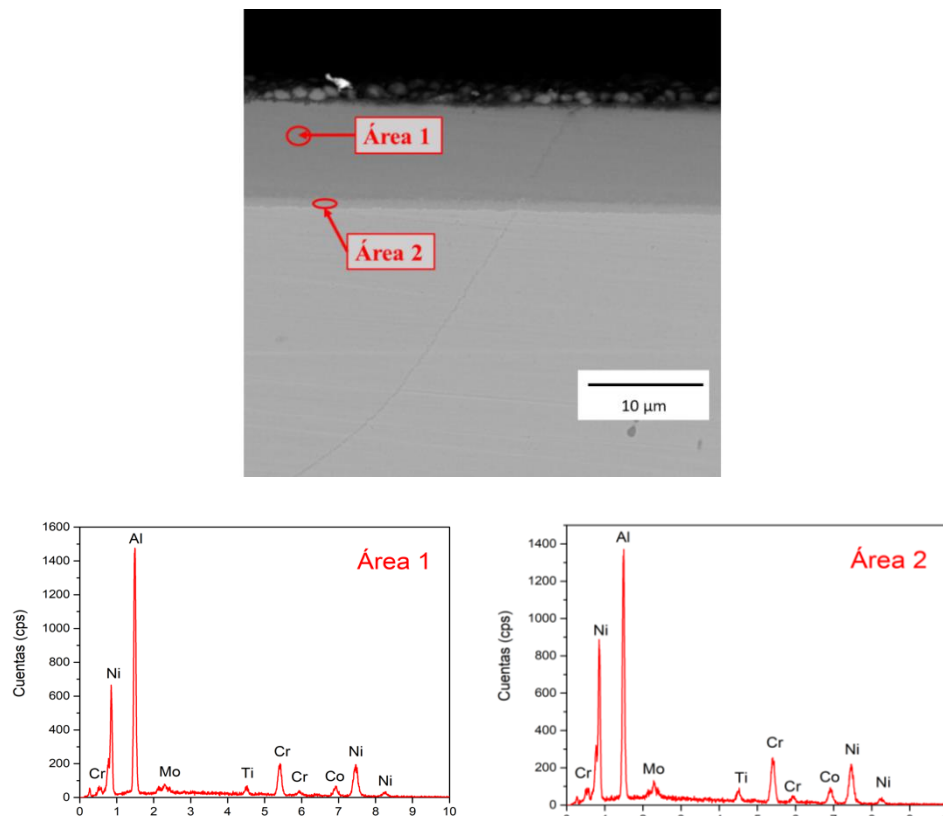 Área 1
Área 2
10 µm
Área 1
Cuentas (cps)
1600
1400
1200
1000
800
600
400
200
0
Al
Ni
Cr
Mo
Ti
Cr
Cr
Co
Ni
Ni
0 1 2 3 4 5 6 7 8 9 10
Área 2
Cuentas (cps)
1400
1200
1000
800
600
400
200
0
Al
Ni
Cr
Mo
Ti
Cr
Cr
Co
Ni
Ni